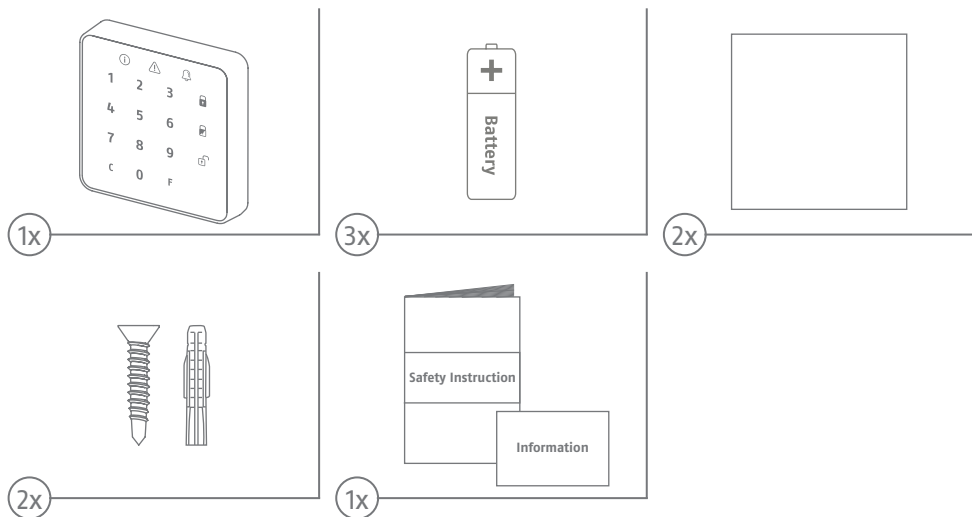 1 2 3
4 5 6
7 8 9
C 0 F
1x
+
Battery
3x
2x
2x
Safety Instruction
Information
1x